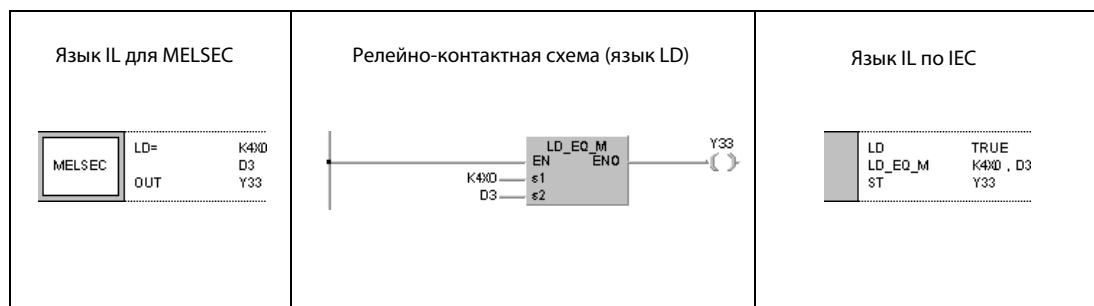 Язык IL для MELSEC
MELSEC
LD= K4X0
D3
OUT Y33
Релейно-контактная схема (язык LD)
LD_EQ_M
EN ENO
K4X0 s1
D3 s2
Y33
Язык IL по IEC
LD TRUE
LD_EQ_M K4X0 , D3
ST Y33